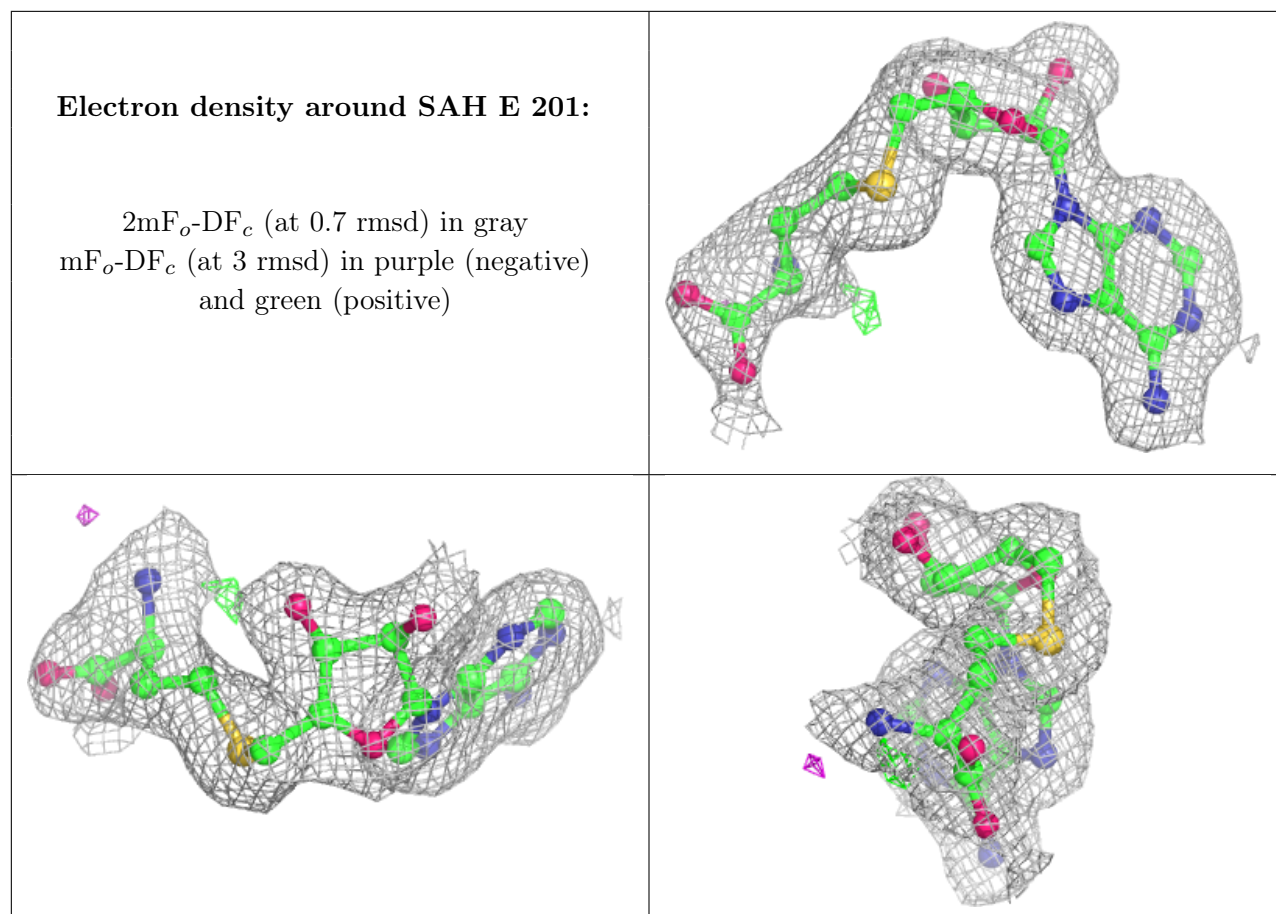 Electron density around SAH E 201:
2mFo-DFc (at 0.7 rmsd) in gray
mFo-DFc (at 3 rmsd) in purple (negative)
and green (positive)